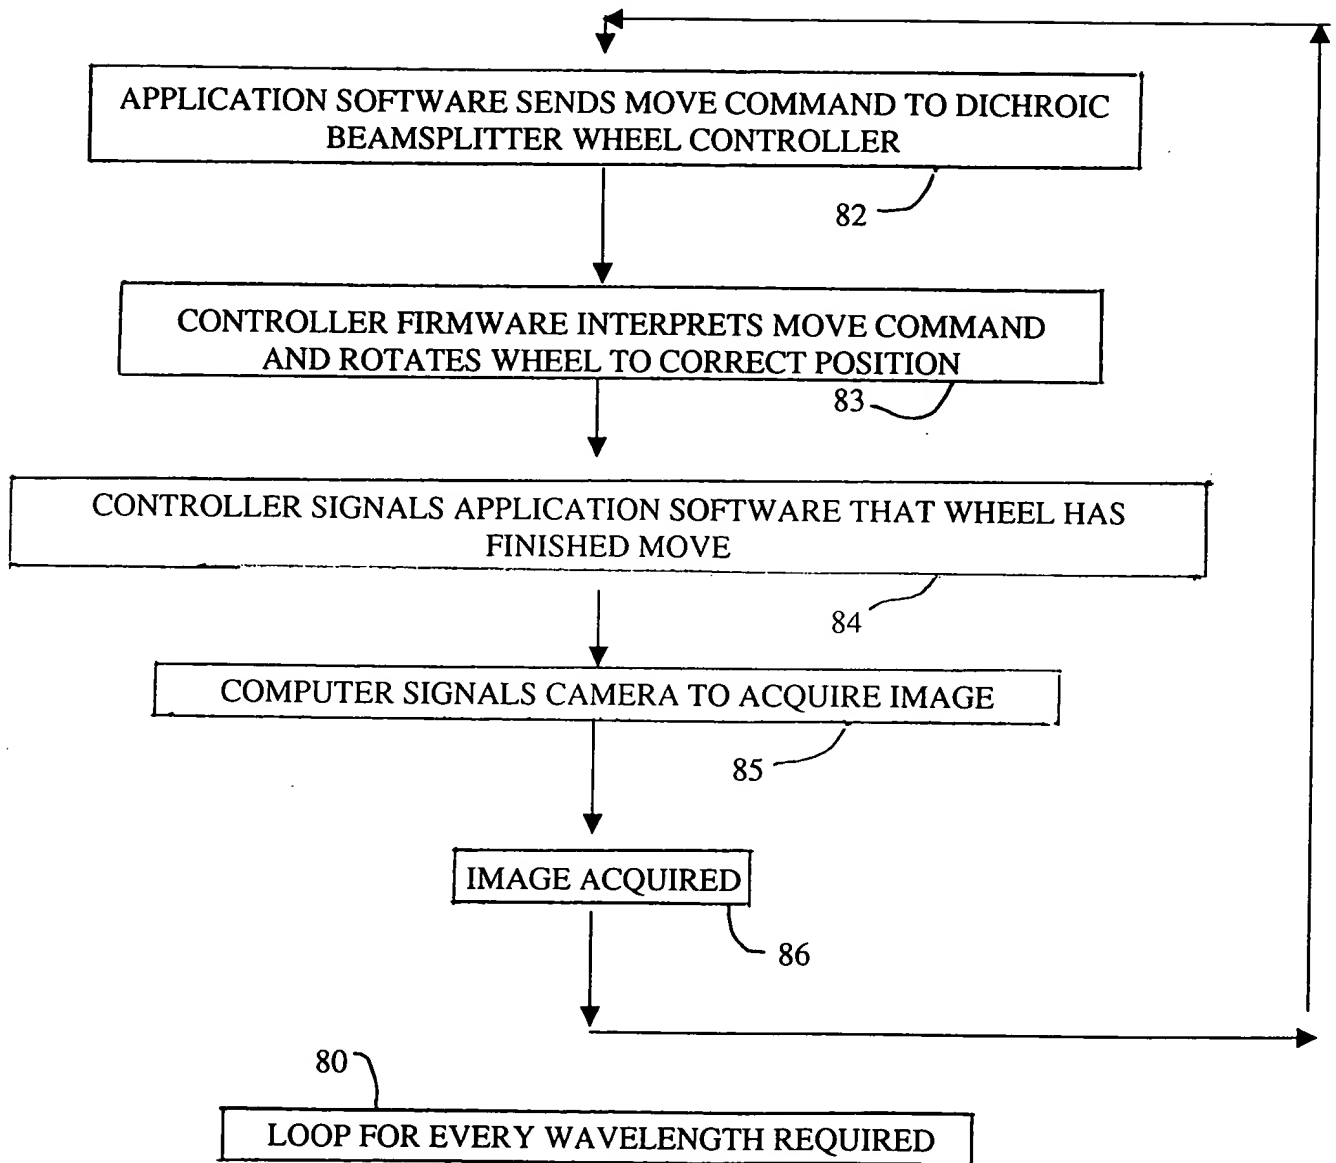 APPLICATION SOFTWARE SENDS MOVE COMMAND TO DICHROIC
BEAMSPLITTER WHEEL CONTROLLER
82
CONTROLLER FIRMWARE INTERPRETS MOVE COMMAND
AND ROTATES WHEEL TO CORRECT POSITION
83
CONTROLLER SIGNALS APPLICATION SOFTWARE THAT WHEEL HAS
FINISHED MOVE
84
COMPUTER SIGNALS CAMERA TO ACQUIRE IMAGE
85
IMAGE ACQUIRED
86
80
LOOP FOR EVERY WAVELENGTH REQUIRED